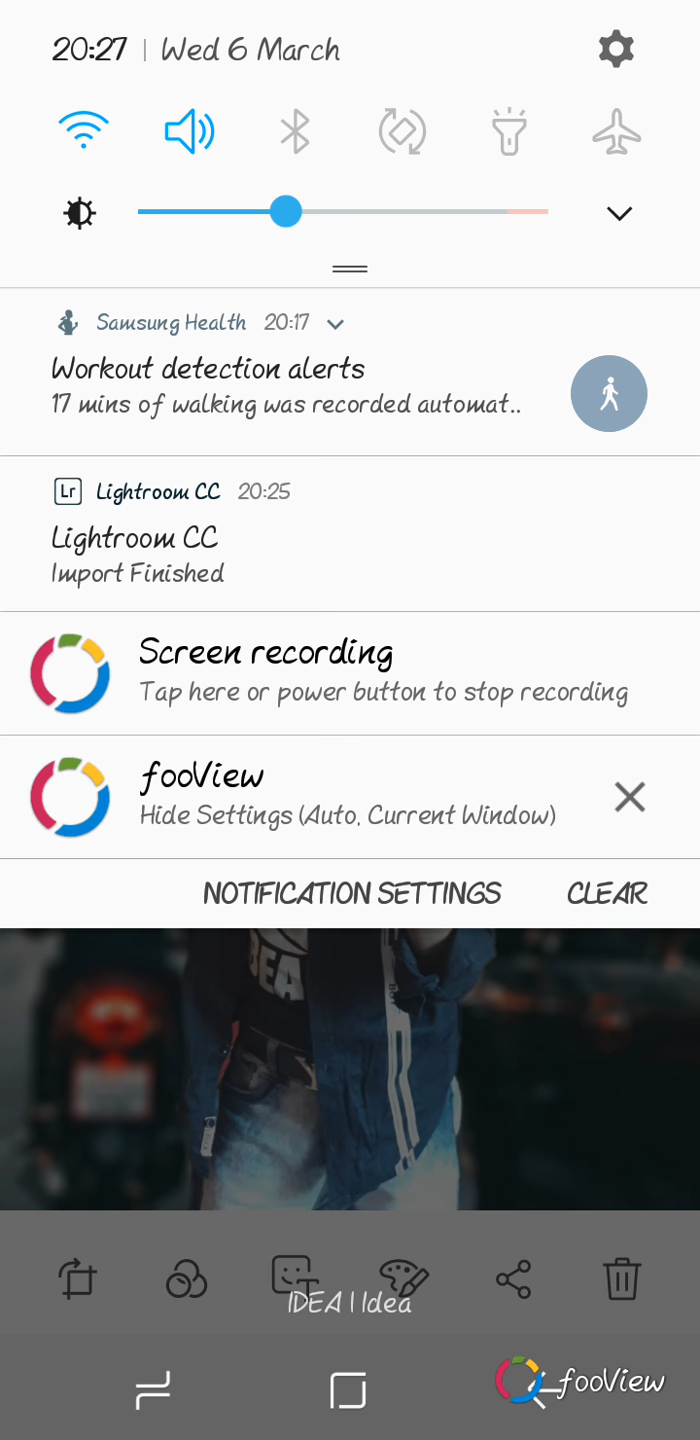 20:27 | Wed 6 March
Samsung Health 20:17
Workout detection alerts
17 mins of walking was recorded automat..
Lr Lightroom CC 20:25
Lightroom CC
Import Finished
Screen recording
Tap here or power button to stop recording
fooView
Hide Settings (Auto, Current Window)
NOTIFICATION SETTINGS CLEAR
BEA
T
IDEA | Idea
fooView